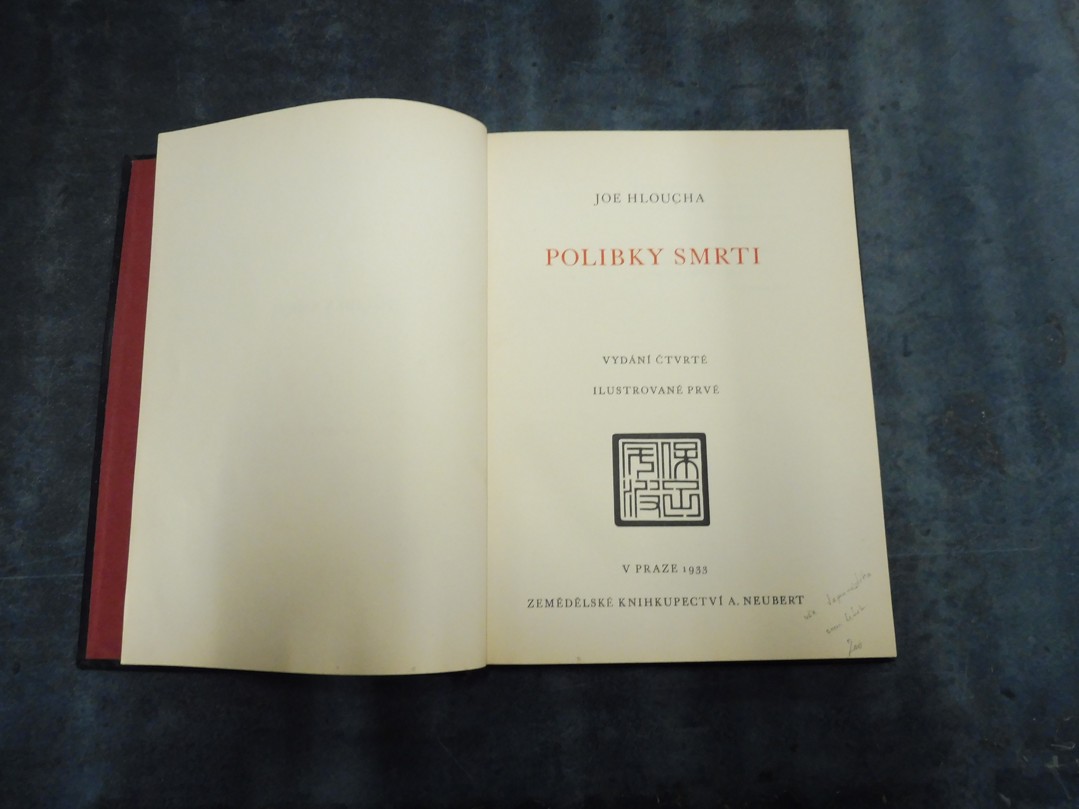 JOE HLOUCHA
POLIBKY SMRTI
VYDÁNÍ ČTVRTÉ
ILUSTROVANÉ PRVÉ
V PRAZE 1933
ZEMĚDĚLSKÉ KNIHKUPECTVÍ A. NEUBERT